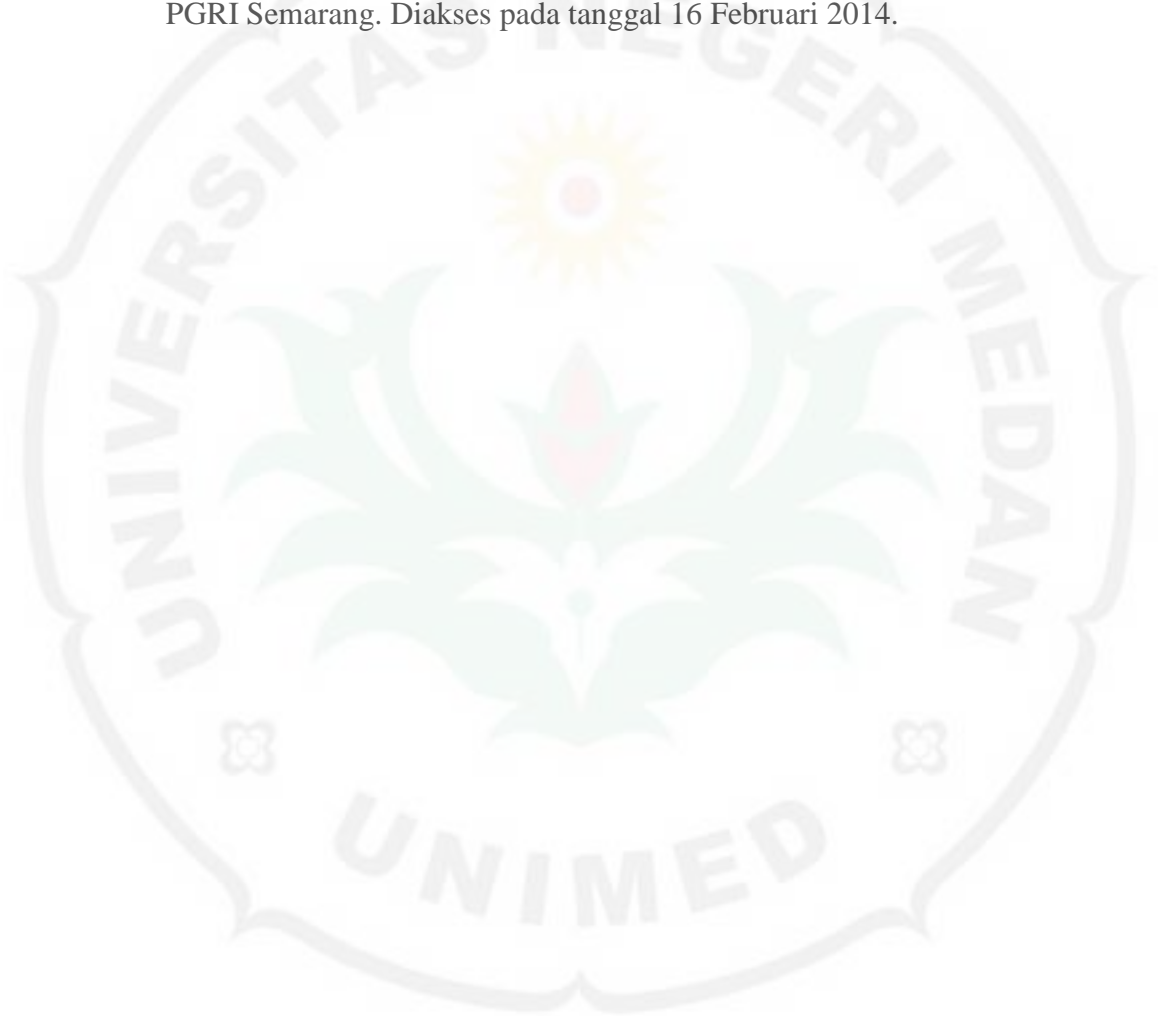 PGRI Semarang. Diakses pada tanggal 16 Februari 2014.
UNIVERSITAS NEGERI MEDAN
UNIMED